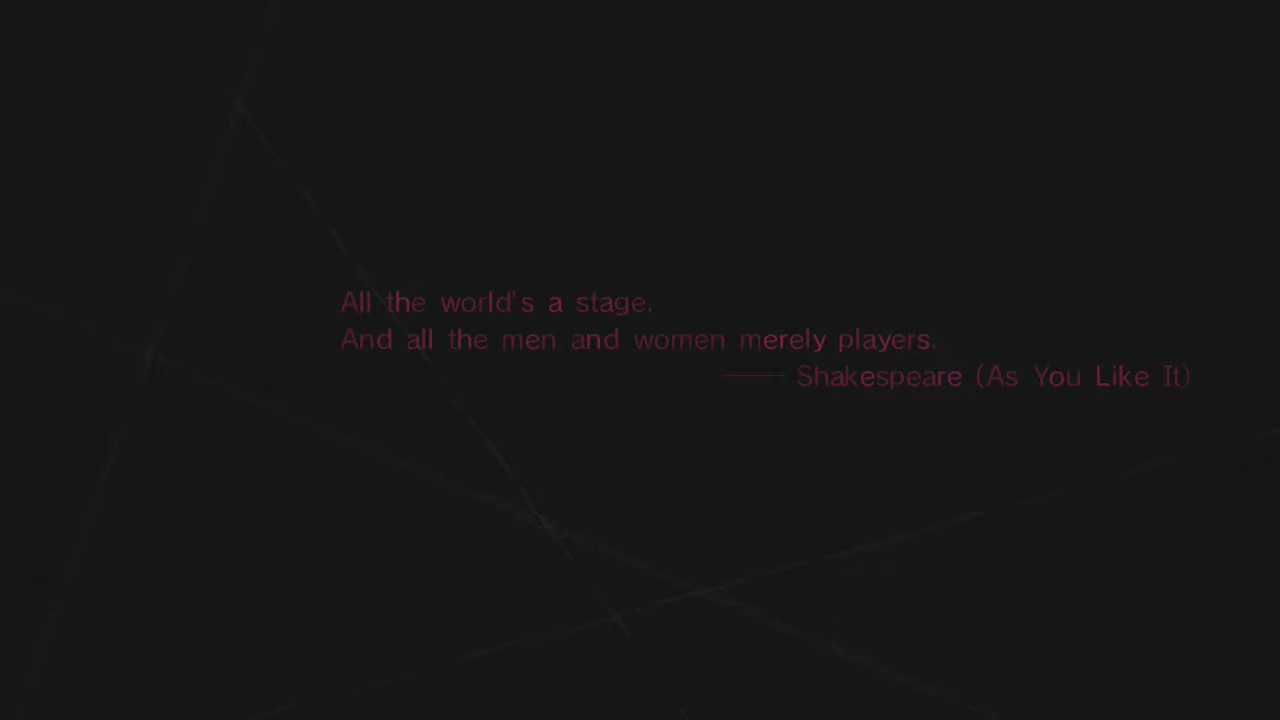 All the world's a stage.
And all the men and women merely players.
—— Shakespeare (As You Like It)